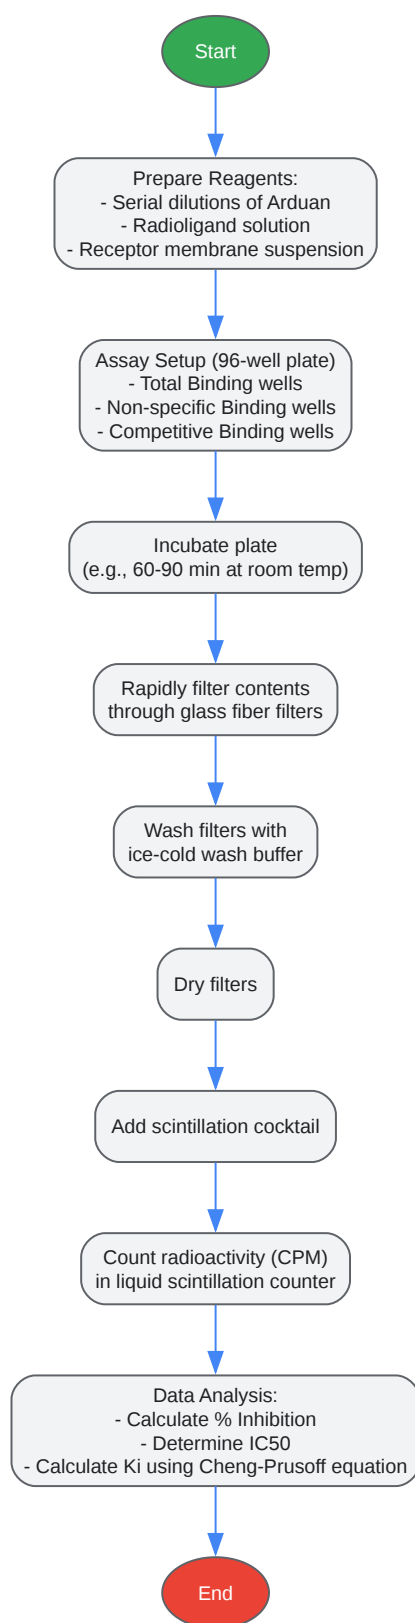 Start
Prepare Reagents:
- Serial dilutions of Arduan
- Radioligand solution
- Receptor membrane suspension
Assay Setup (96-well plate)
- Total Binding wells
- Non-specific Binding wells
- Competitive Binding wells
Incubate plate
(e.g., 60-90 min at room temp)
Rapidly filter contents
through glass fiber filters
Wash filters with
ice-cold wash buffer
Dry filters
Add scintillation cocktail
Count radioactivity (CPM)
in liquid scintillation counter
Data Analysis:
- Calculate % Inhibition
- Determine IC50
- Calculate Ki using Cheng-Prusoff equation
End